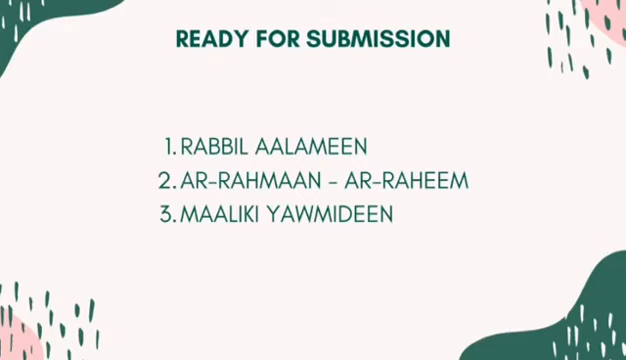 READY FOR SUBMISSION
1. RABBIL AALAMEEN
2. AR-RAHMAAN - AR-RAHEEM
3. MAALIKI YAWMIDEEN